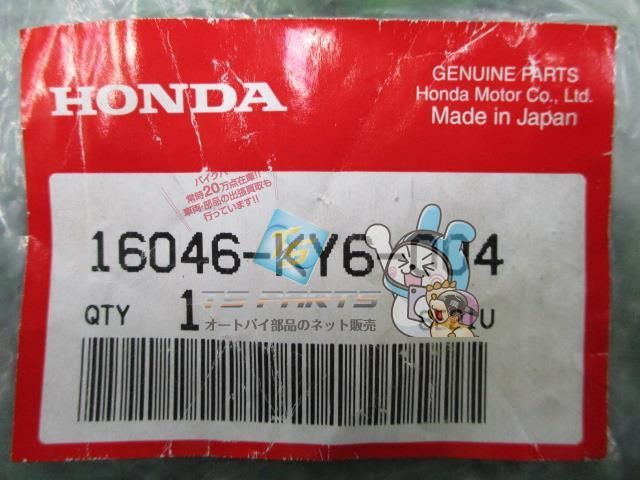 HONDA
GENUINE PARTS
Honda Motor Co., Ltd.
Made in Japan
バイクパーツ
常時20万点在庫!!
車両・部品の出張買取も
行っています!!
16046-KY6-
QTY 1
TS PARTS
オートバイ部品のネット販売